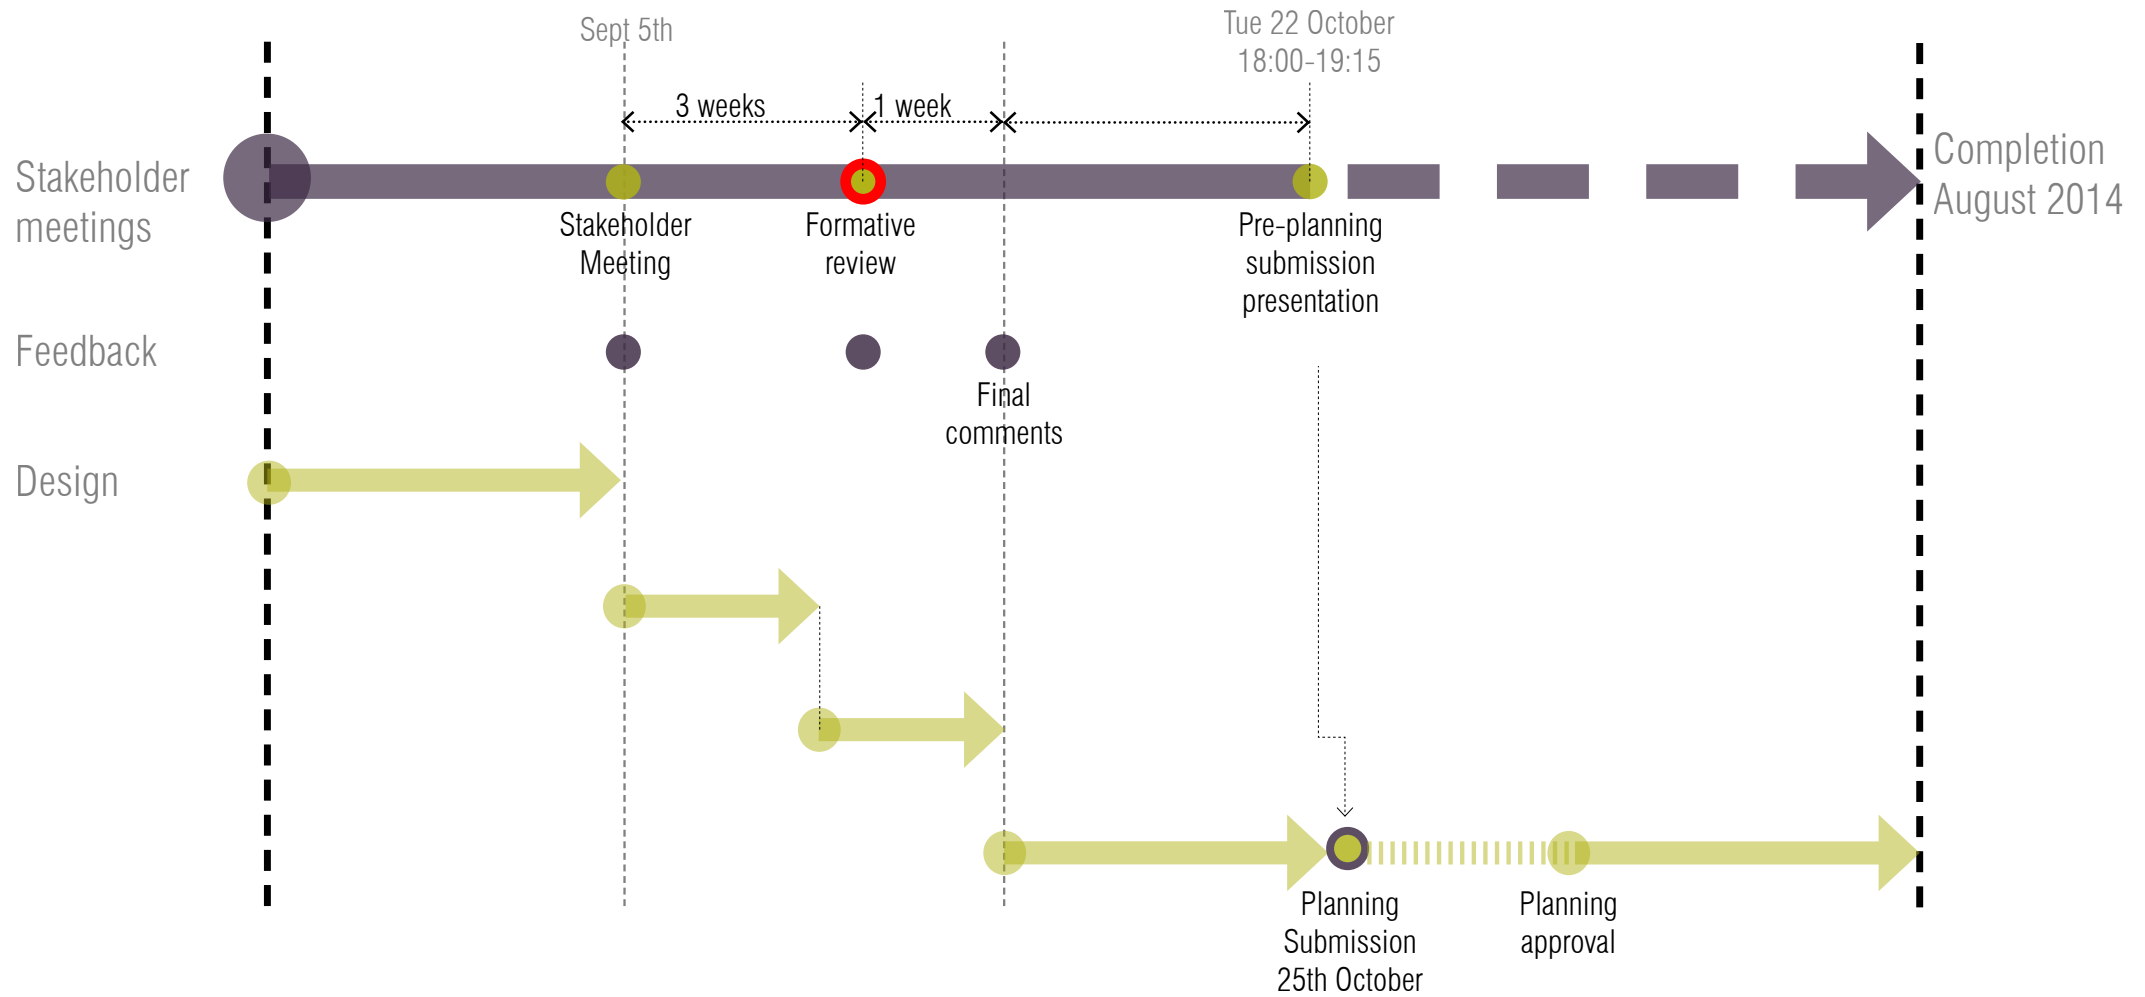 Sept 5th
Tue 22 October
18:00-19:15
3 weeks
1 week
Stakeholder
meetings
Completion
August 2014
Stakeholder
Meeting
Formative
review
Pre-planning
submission
presentation
Feedback
Final
comments
Design
Planning
Submission
25th October
Planning
approval